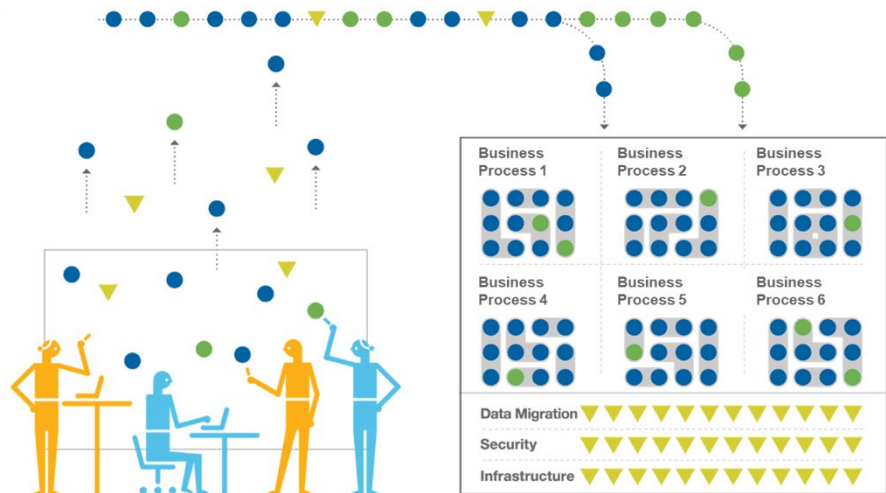 Business
Process 1
Business
Process 2
Business
Process 3
Business
Process 4
Business
Process 5
Business
Process 6
Data Migration
Security
Infrastructure